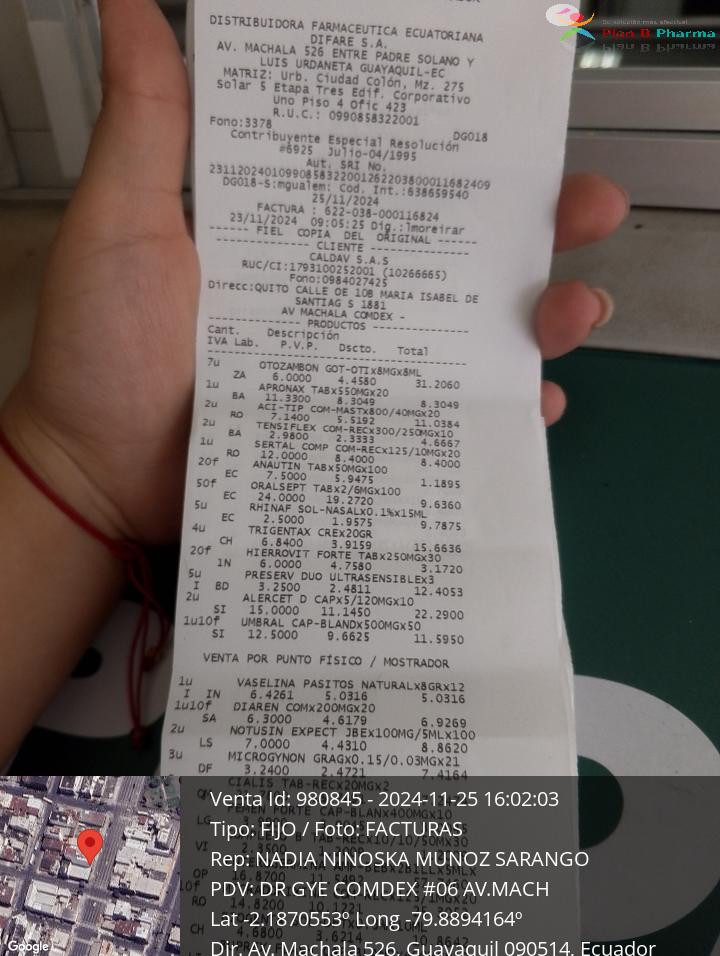 Plan B Pharma
DISTRIBUIDORA FARMACEUTICA ECUATORIANA
DIFARE S.A.
AV. MACHALA 526 ENTRE PADRE SOLANO Y
LUIS URDANETA GUAYAQUIL-EC
MATRIZ: Urb. Ciudad Colón, Mz. 275
Solar 5 Etapa Tres Edif. Corporativo
Uno Piso 4 Ofic 423
R.U.C.: 0990858322001
Fono:3378 DG018
Contribuyente Especial Resolución
#6925 Julio-04/1995
Aut. SRI No.
2311202401099085832200126220380001168 2409
DG018-S:mgualem: Cod. Int.:638659540
25/11/2024
FACTURA : 622-038-000116824
23/11/2024 09:05:25 Dig.:lmoreirar
------ FIEL COPIA DEL ORIGINAL ------
-------------- CLIENTE --------------
CALDAV S.A.S
RUC/CI:1793100252001 (10266665)
Fono:0984027425
Direcc:QUITO CALLE OE 10B MARIA ISABEL DE
SANTIAG S 1881
AV MACHALA COMDEX -
-------------- PRODUCTOS --------------
Cant. Descripción
IVA Lab. P.V.P. Dscto. Total
7u OTOZAMBON GOT-OTIx8MGx8ML
ZA 6.0000 4.4580 31.2060
1u APRONAX TABx550MGx20
BA 11.3300 8.3049 8.3049
2u ACI-TIP COM-MASTx800/40MGx20
RO 7.1400 5.5192 11.0384
2u TENSIFLEX COM-RECx300/250MGx10
BA 2.9800 2.3333 4.6667
1u SERTAL COMP COM-RECx125/10MGx20
RO 12.0000 8.4000 8.4000
20f ANAUTIN TABx50MGx100
EC 7.5000 5.9475 1.1895
50f ORALSEPT TABx2/6MGx100
EC 24.0000 19.2720 9.6360
5u RHINAF SOL-NASALx0.1%x15ML
EC 2.5000 1.9575 9.7875
4u TRIGENTAX CREx20GR
CH 6.8400 3.9159 15.6636
20f HIERROVIT FORTE TABx250MGx30
IN 6.0000 4.7580 3.1720
5u PRESERV DUO ULTRASENSIBLEx3
I BD 3.2500 2.4811 12.4053
2u ALERCET D CAPx5/120MGx10
SI 15.0000 11.1450 22.2900
1u10f UMBRAL CAP-BLANDx500MGx50
SI 12.5000 9.6625 11.5950
VENTA POR PUNTO FÍSICO / MOSTRADOR
1u VASELINA PASITOS NATURALx8GRx12
I IN 6.4261 5.0316 5.0316
1u10f DIAREN COMx200MGx20
SA 6.3000 4.6179 6.9269
2u NOTUSIN EXPECT JBEx100MG/5MLx100
LS 7.0000 4.4310 8.8620
3u MICROGYNON GRAGx0.15/0.03MGx21
DF 3.2400 2.4721 7.4164
CIALIS TAB-RECx20MGx2
Venta Id: 980845 - 2024-11-25 16:02:03
Tipo: FIJO / Foto: FACTURAS
Rep: NADIA NINOSKA MUNOZ SARANGO
PDV: DR GYE COMDEX #06 AV.MACH
Lat -2.1870553º Long -79.8894164º
Dir. Av. Machala 526, Guayaquil 090514, Ecuador
Google